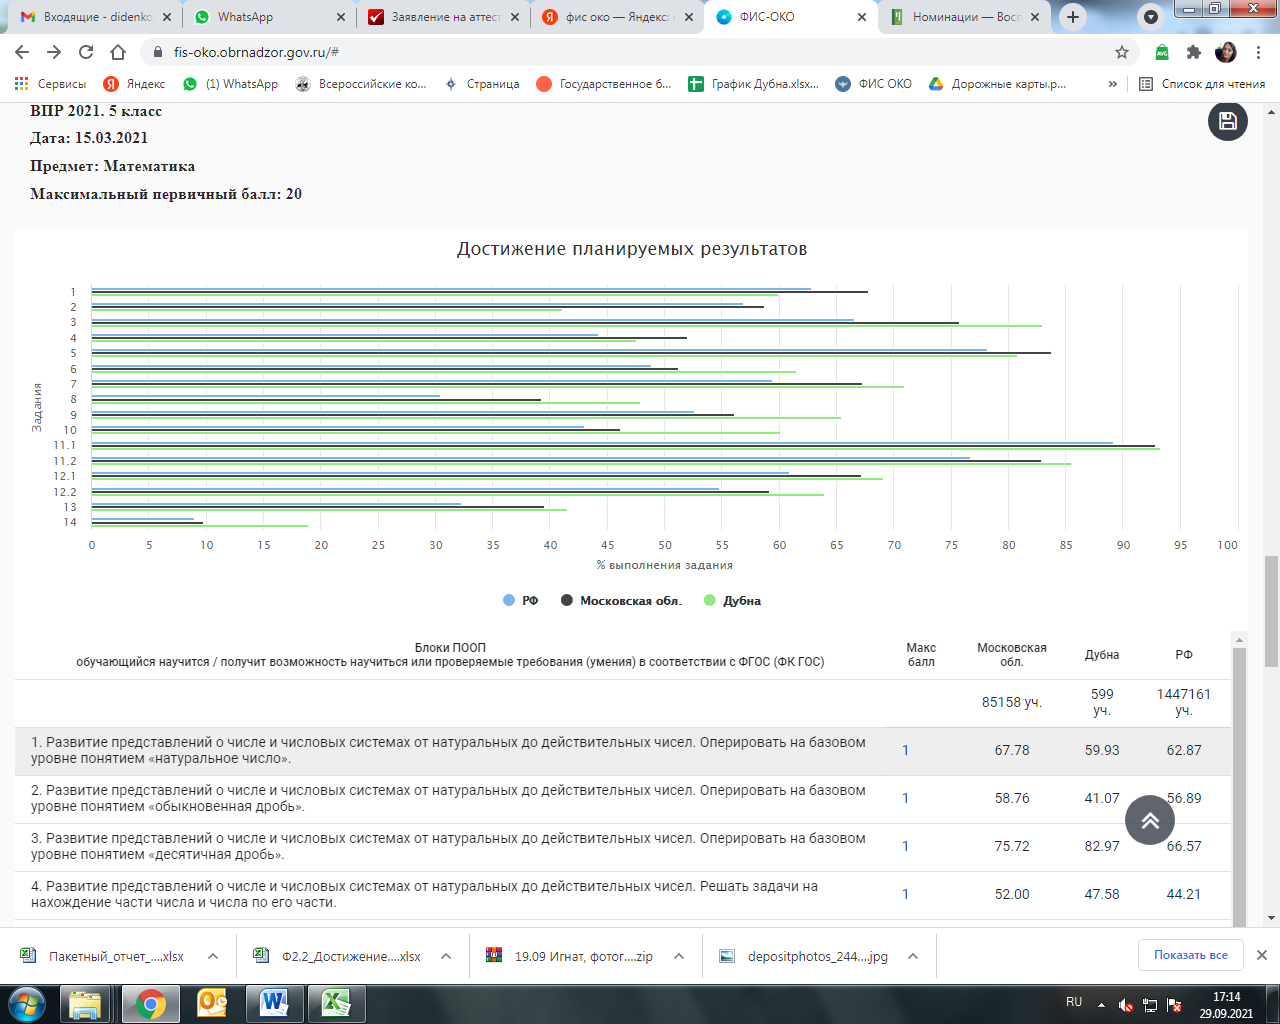 Входящие - didenko
WhatsApp
Заявление на аттест
фис око — Яндекс:
ФИС-ОКО
Номинации — Восп
fis-oko.obrnadzor.gov.ru/#
Сервисы
Яндекс
(1) WhatsApp
Всероссийские ко...
Страница
Государственное б...
График Дубна.xlsx...
ФИС ОКО
Дорожные карты.р...
»
Список для чтения
ВПР 2021. 5 класс
Дата: 15.03.2021
Предмет: Математика
Максимальный первичный балл: 20
Достижение планируемых результатов
Задания
1
2
3
4
5
6
7
8
9
10
11.1
11.2
12.1
12.2
13
14
0 5 10 15 20 25 30 35 40 45 50 55 60 65 70 75 80 85 90 95 100
% выполнения задания
РФ Московская обл. Дубна
Блоки ПООП
обучающийся научится / получит возможность научиться или проверяемые требования (умения) в соответствии с ФГОС (ФК ГОС)
Макс
балл
Московская
обл.
Дубна
РФ
85158 уч.
599
уч.
1447161
уч.
1. Развитие представлений о числе и числовых системах от натуральных до действительных чисел. Оперировать на базовом
уровне понятием «натуральное число».
1 67.78 59.93 62.87
2. Развитие представлений о числе и числовых системах от натуральных до действительных чисел. Оперировать на базовом
уровне понятием «обыкновенная дробь».
1 58.76 41.07 56.89
3. Развитие представлений о числе и числовых системах от натуральных до действительных чисел. Оперировать на базовом
уровне понятием «десятичная дробь».
1 75.72 82.97 66.57
4. Развитие представлений о числе и числовых системах от натуральных до действительных чисел. Решать задачи на
нахождение части числа и числа по его части.
1 52.00 47.58 44.21
Пакетный_отчет_....xlsx
Ф2.2_Достижение....xlsx
19.09 Игнат, фотог....zip
depositphotos_244....jpg
Показать все
RU
17:14
29.09.2021